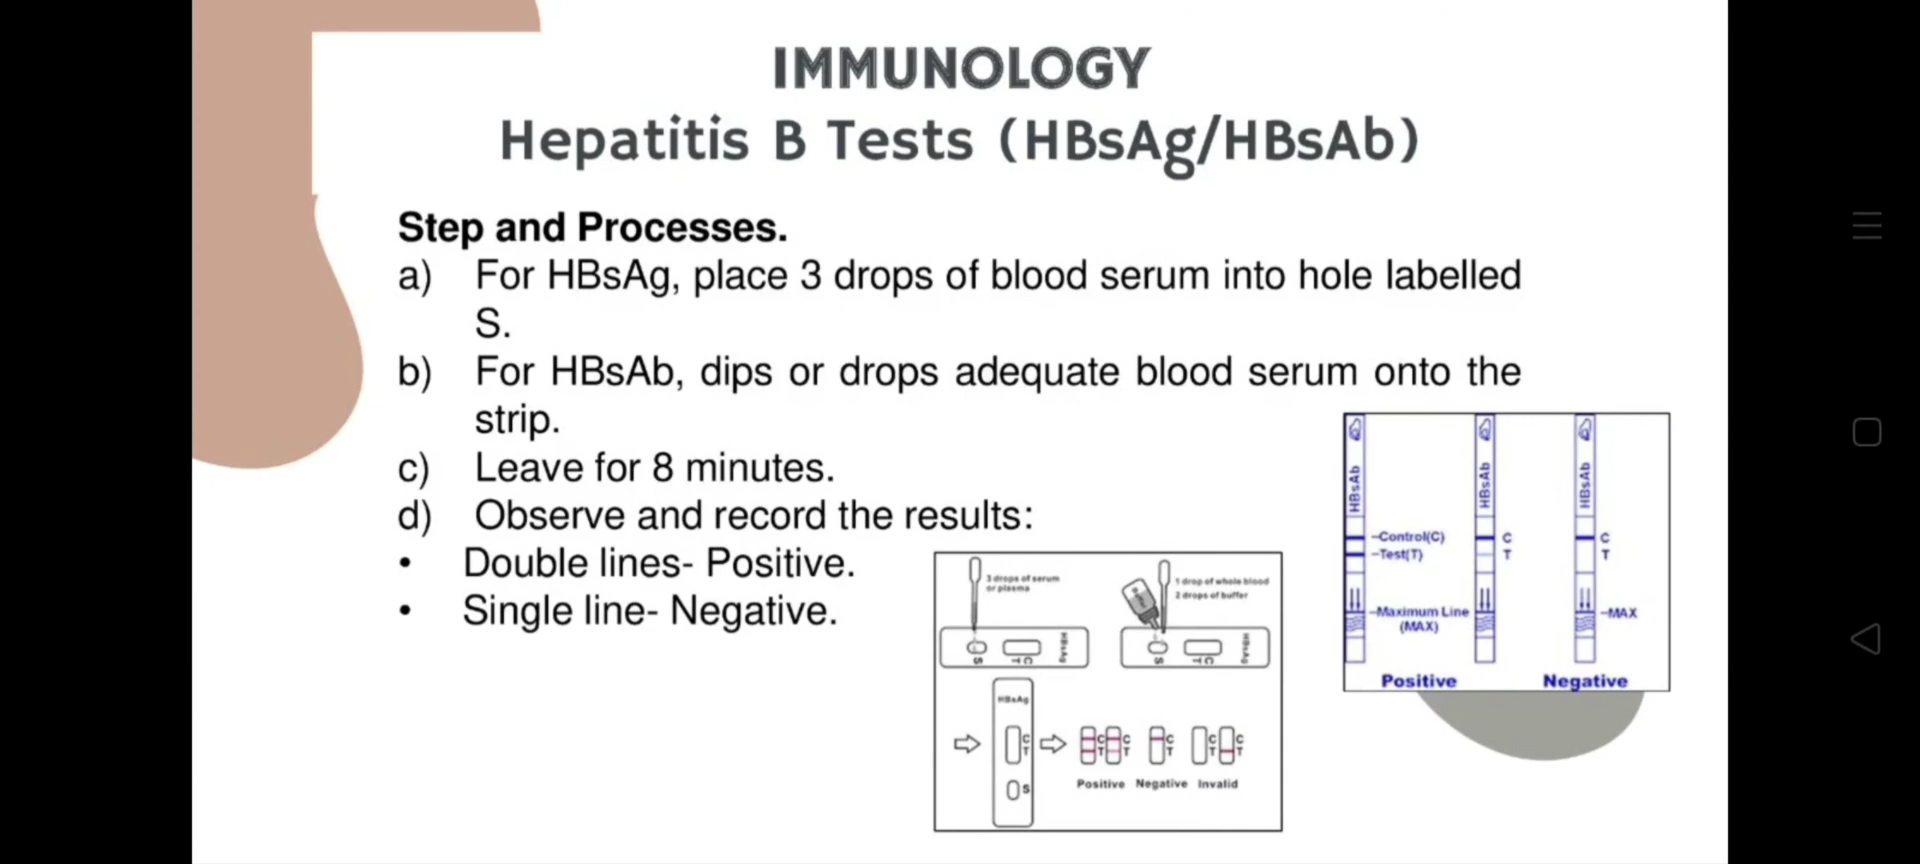 IMMUNOLOGY
Hepatitis B Tests (HBsAg/HBsAb)
Step and Processes.
a) For HBsAg, place 3 drops of blood serum into hole labelled
S.
b) For HBsAb, dips or drops adequate blood serum onto the
strip.
c) Leave for 8 minutes.
d) Observe and record the results:
• Double lines- Positive.
• Single line- Negative.
3 drops of serum
or plasma
1 drop of whole blood
2 drops of buffer
Buffer
S
T C
HBsAg
S
T C
HBsAg
HBsAg
C
T
S
C
T
C
T
C
T
C
T
C
T
Positive Negative Invalid
HBsAb
HBsAb
HBsAb
-Control(C)
-Test(T)
C
T
C
T
-Maximum Line
(MAX)
-MAX
Positive
Negative